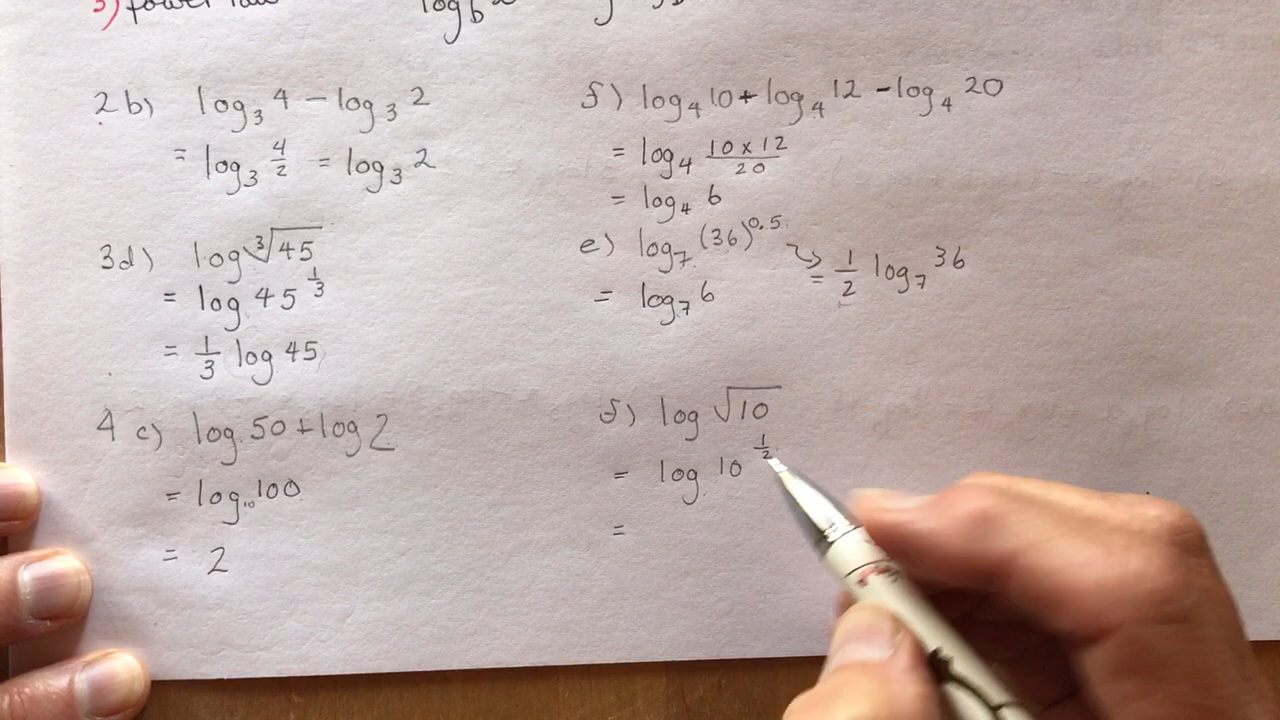 3) power law
2 b) log₃ 4 − log₃ 2
= log₃ 4/2 = log₃ 2
3d) log ∛45
= log 45^(1/3)
= 1/3 log 45
4 c) log 50 + log 2
= log₁₀ 100
= 2
f) log₄ 10 + log₄ 12 − log₄ 20
= log₄ (10 × 12)/20
= log₄ 6
e) log₇ (36)^0.5 ↘ = 1/2 log₇ 36
= log₇ 6
f) log √10
= log 10^(1/2)
=